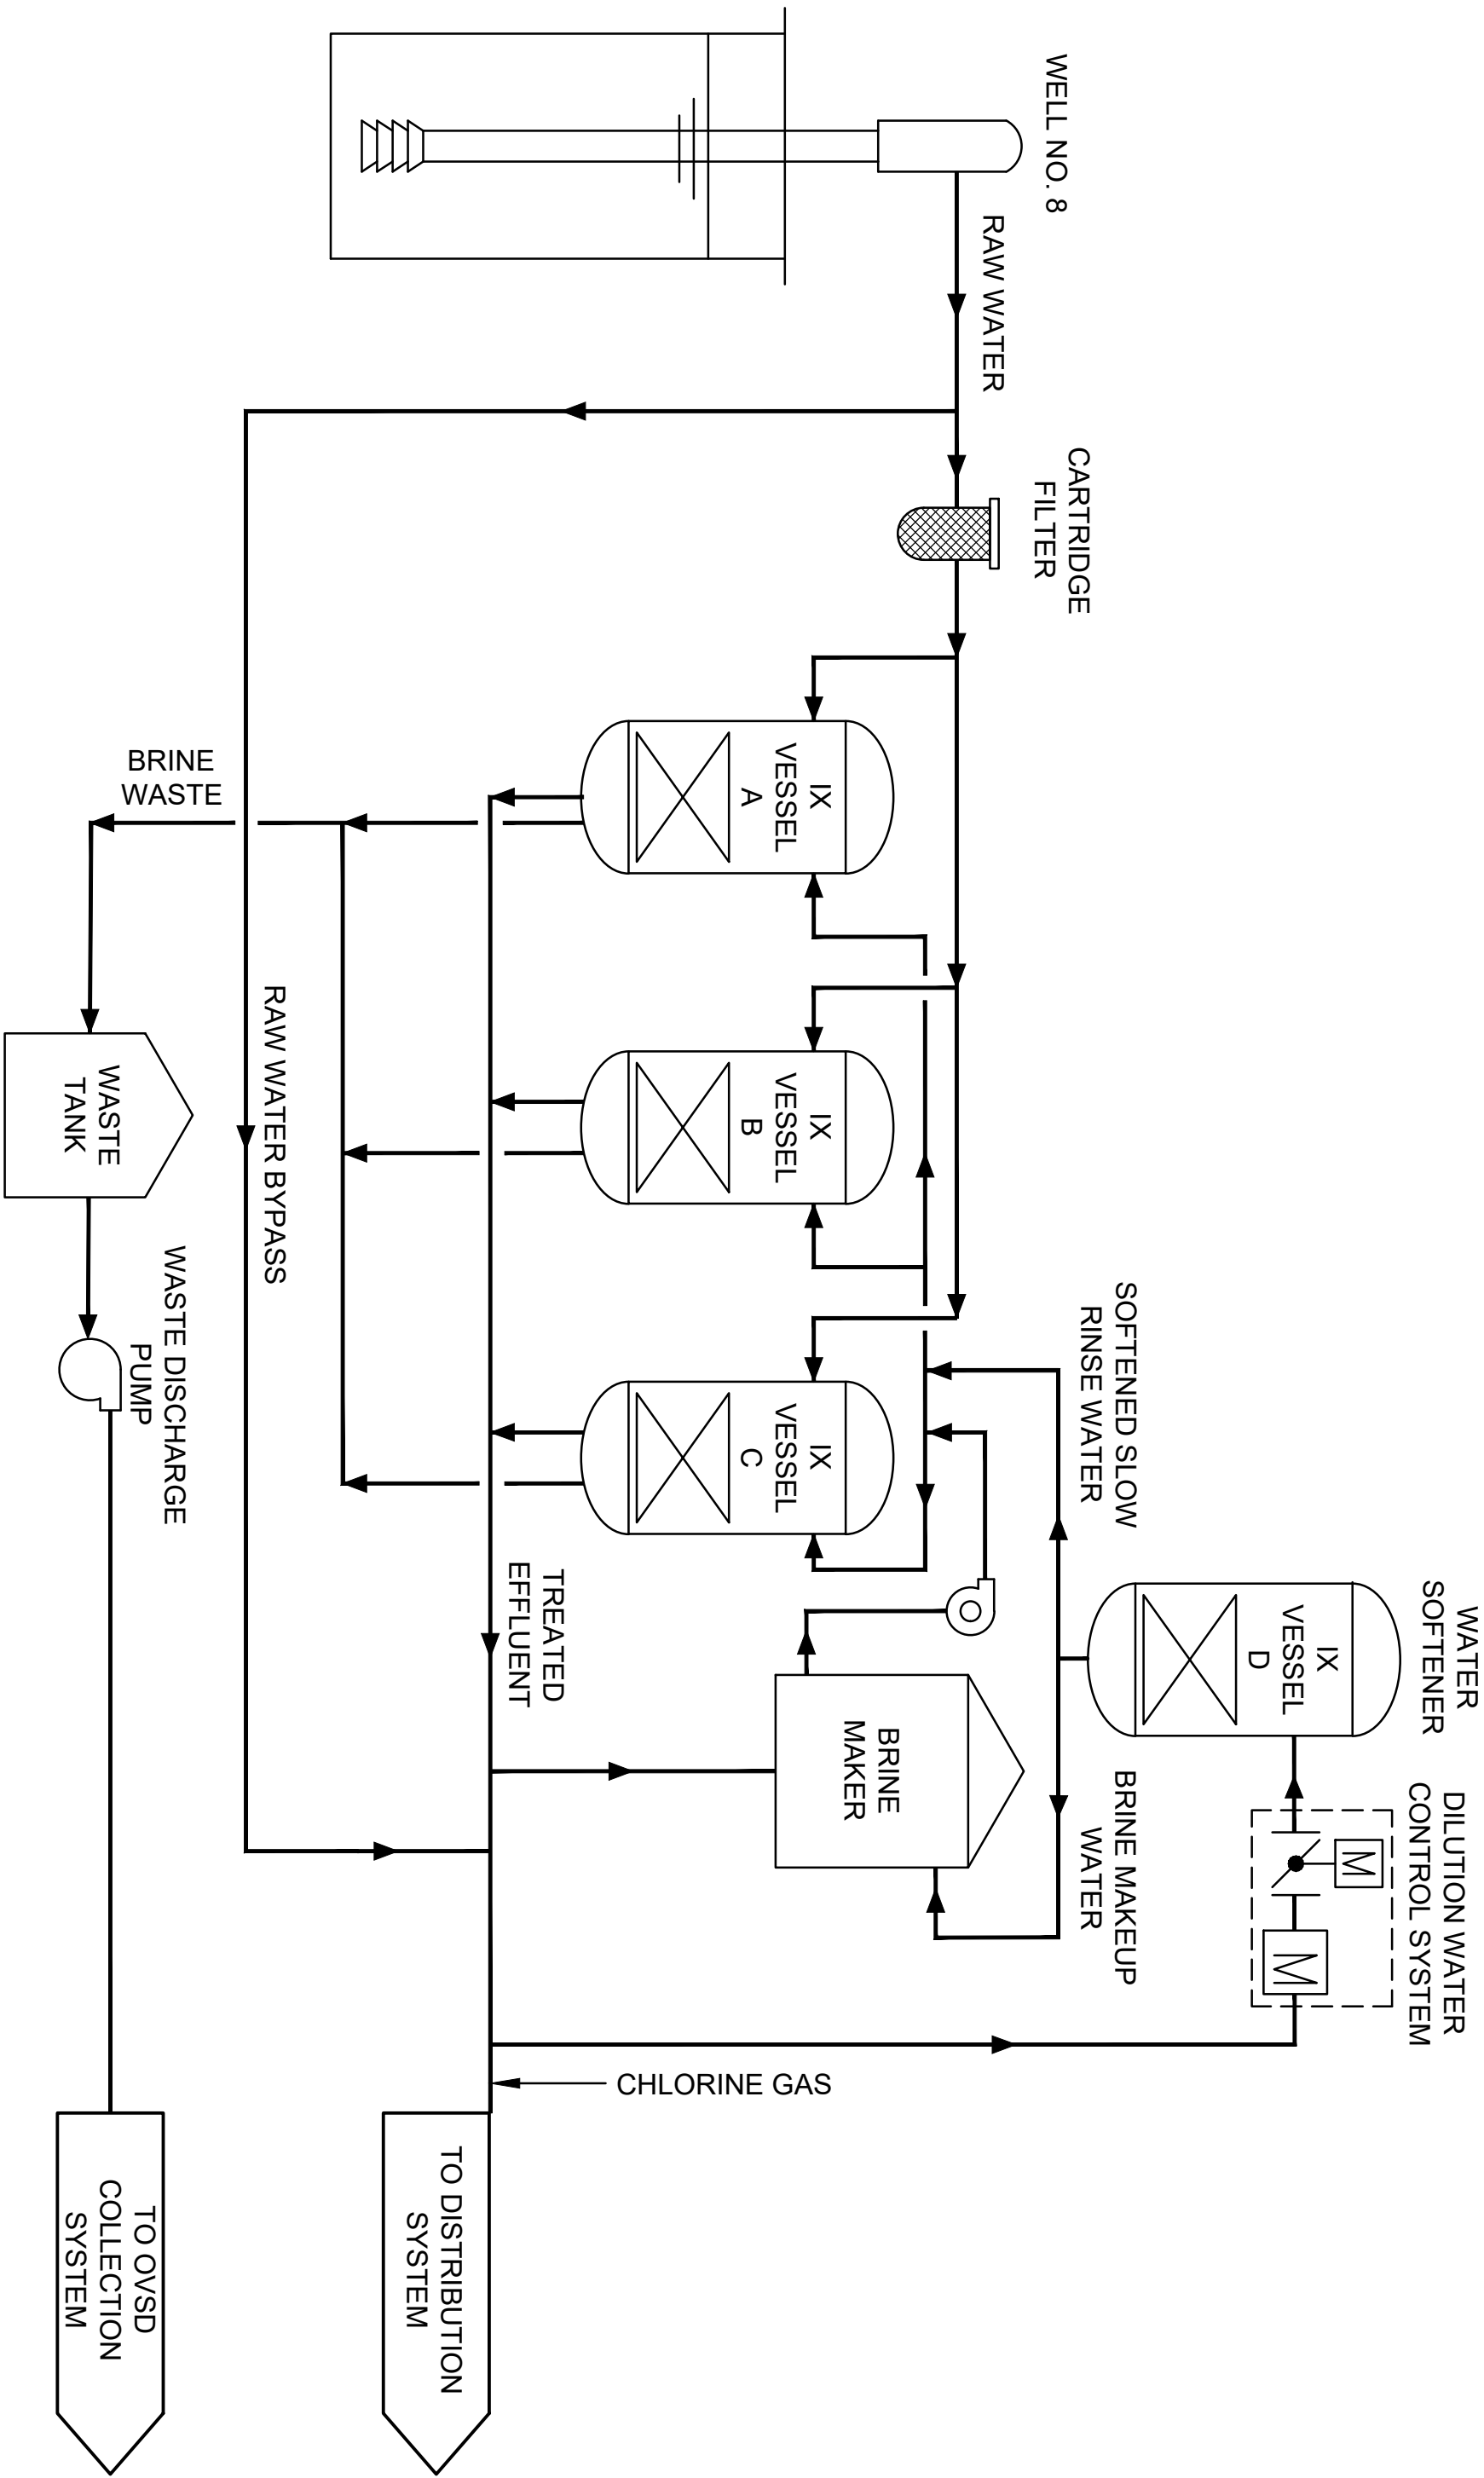 WELL NO. 8
RAW WATER
CARTRIDGE
FILTER
WATER
SOFTENER
IX
VESSEL
D
DILUTION WATER
CONTROL SYSTEM
M
M
SOFTENED SLOW
RINSE WATER
BRINE MAKEUP
WATER
IX
VESSEL
A
IX
VESSEL
B
IX
VESSEL
C
BRINE
MAKER
TREATED
EFFLUENT
CHLORINE GAS
TO DISTRIBUTION
SYSTEM
RAW WATER BYPASS
BRINE
WASTE
WASTE
TANK
WASTE DISCHARGE
PUMP
TO OVSD
COLLECTION
SYSTEM